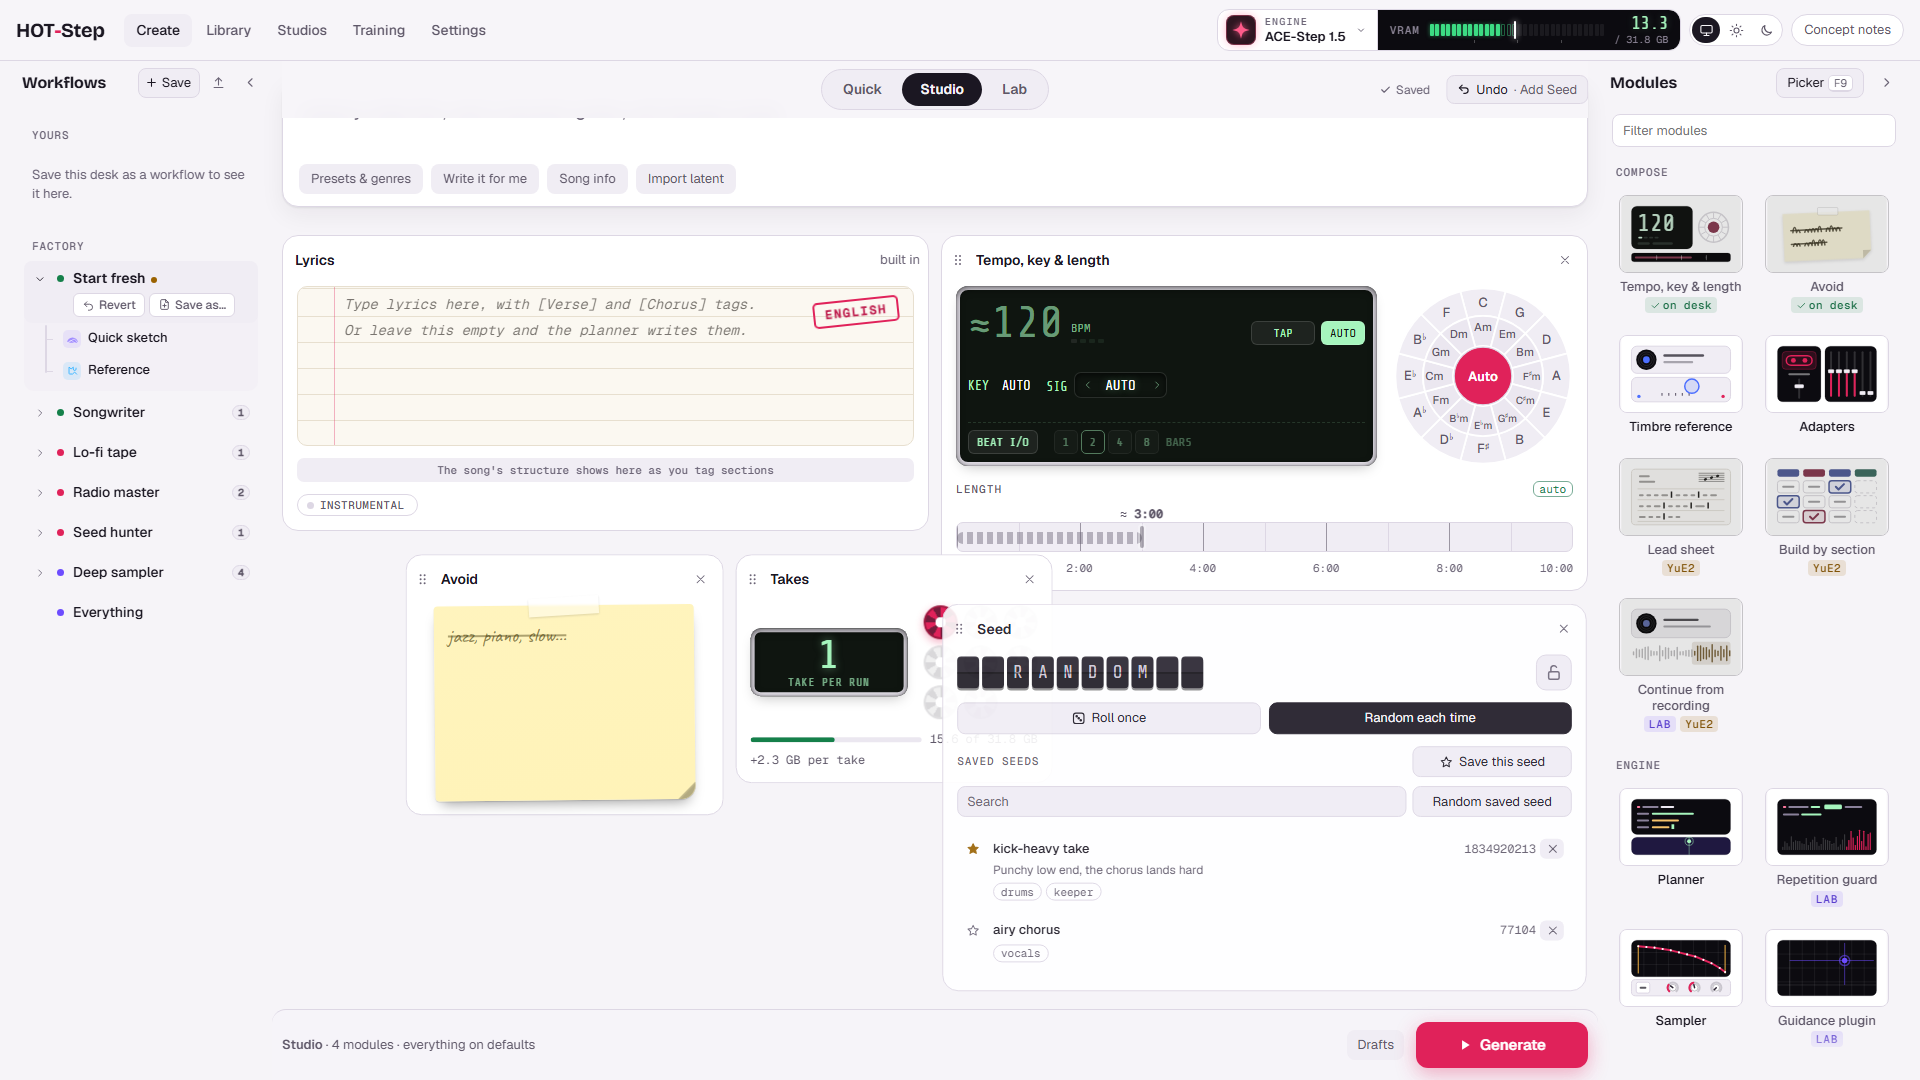 HOT-Step
Create
Library
Studios
Training
Settings
ENGINE
ACE-Step 1.5
VRAM
13.3
/ 31.8 GB
Concept notes
Workflows
+ Save
Quick
Studio
Lab
Saved
Undo · Add Seed
Modules
Picker F9
YOURS
Save this desk as a workflow to see
it here.
FACTORY
Start fresh
Revert
Save as...
Quick sketch
Reference
Songwriter 1
Lo-fi tape 1
Radio master 2
Seed hunter 1
Deep sampler 4
Everything
Presets & genres
Write it for me
Song info
Import latent
Lyrics
built in
Type lyrics here, with [Verse] and [Chorus] tags.
Or leave this empty and the planner writes them.
ENGLISH
The song's structure shows here as you tag sections
INSTRUMENTAL
Tempo, key & length
≈120 BPM
TAP
AUTO
KEY AUTO SIG AUTO
BEAT I/O 1 2 4 8 BARS
C
G
D
A
E
B
F♯
D♭
A♭
E♭
B♭
F
Am
Em
Bm
F♯m
C♯m
G♯m
E♭m
B♭m
Fm
Cm
Gm
Dm
Auto
LENGTH
auto
≈ 3:00
2:00
4:00
6:00
8:00
10:00
Avoid
jazz, piano, slow...
Takes
1
TAKE PER RUN
15.6 of 31.8 GB
+2.3 GB per take
Seed
RANDOM
Roll once
Random each time
SAVED SEEDS
Save this seed
Search
Random saved seed
kick-heavy take
1834920213
Punchy low end, the chorus lands hard
drums
keeper
airy chorus
77104
vocals
Studio · 4 modules · everything on defaults
Drafts
Generate
Filter modules
COMPOSE
120
Tempo, key & length
on desk
Avoid
on desk
Timbre reference
Adapters
Lead sheet
YuE2
Build by section
YuE2
Continue from
recording
LAB YuE2
ENGINE
Planner
Repetition guard
LAB
Sampler
Guidance plugin
LAB